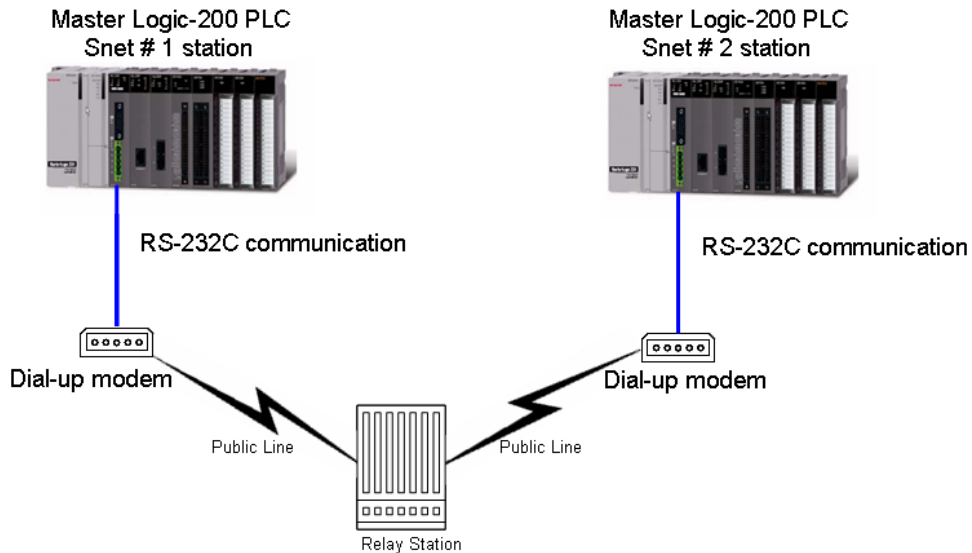 Master Logic-200 PLC
Snet # 1 station
Master Logic-200 PLC
Snet # 2 station
RS-232C communication
RS-232C communication
Dial-up modem
Dial-up modem
Public Line
Public Line
Relay Station